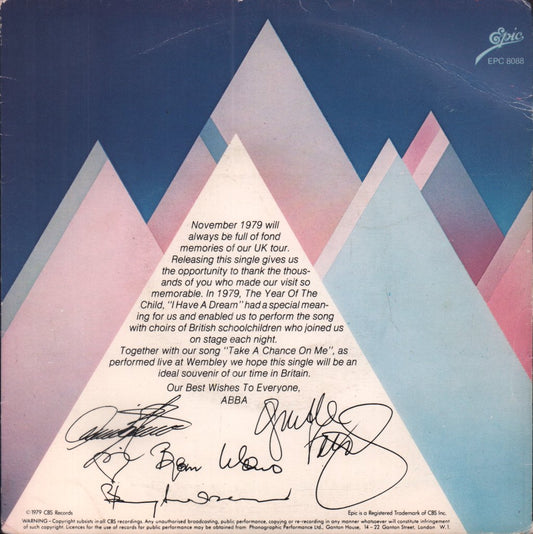 Epic
EPC 8088
November 1979 will
always be full of fond
memories of our UK tour.
Releasing this single gives us
the opportunity to thank the thous-
ands of you who made our visit so
memorable. In 1979, The Year Of The
Child, "I Have A Dream" had a special mean-
ing for us and enabled us to perform the song
with choirs of British schoolchildren who joined us
on stage each night.
Together with our song "Take A Chance On Me", as
performed live at Wembley we hope this single will be an
ideal souvenir of our time in Britain.
Our Best Wishes To Everyone,
ABBA
Björn Ulvaeus
Benny Andersson
©1979 CBS Records
Epic is a Registered Trademark of CBS Inc.
WARNING - Copyright subsists in all CBS recordings. Any unauthorised broadcasting, public performance, copying or re-recording in any manner whatsoever will constitute infringement
of such copyright. Licences for the use of records for public performance may be obtained from: Phonographic Performance Ltd., Ganton House, 14-22 Ganton Street, London W.1.